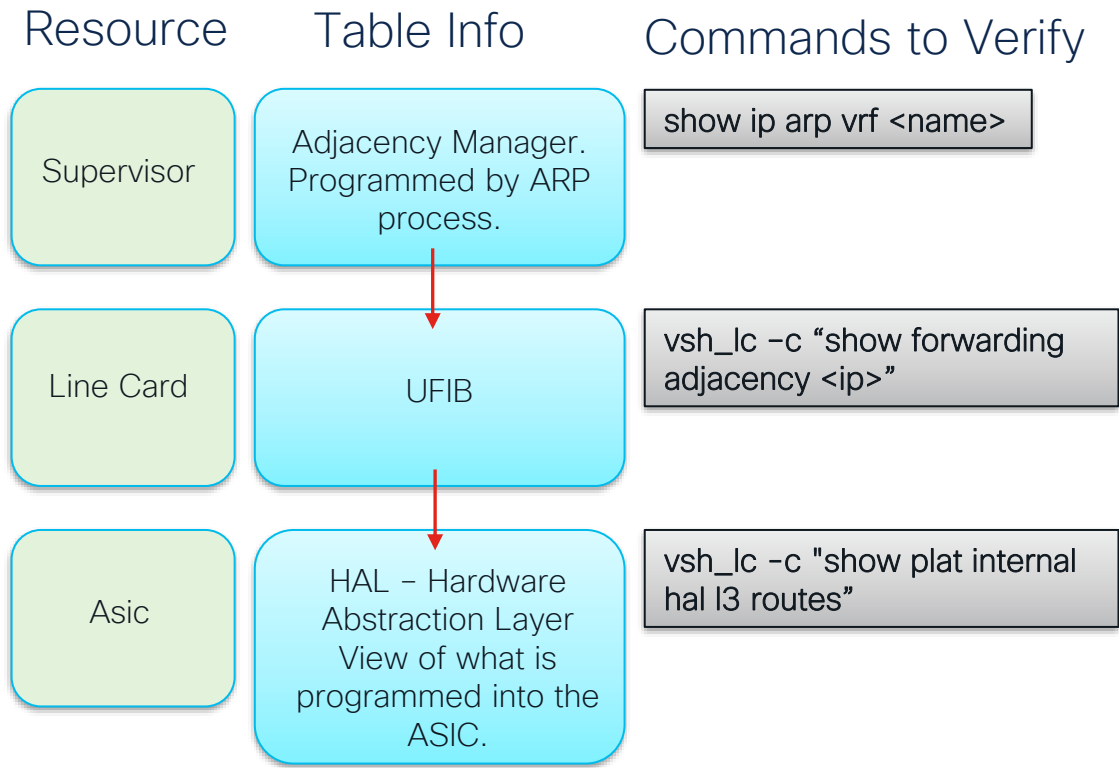 Resource
Table Info
Commands to Verify
Supervisor
Adjacency Manager.
Programmed by ARP
process.
show ip arp vrf <name>
Line Card
UFIB
vsh_lc –c “show forwarding
adjacency <ip>”
Asic
HAL – Hardware
Abstraction Layer
View of what is
programmed into the
ASIC.
vsh_lc –c "show plat internal
hal l3 routes”